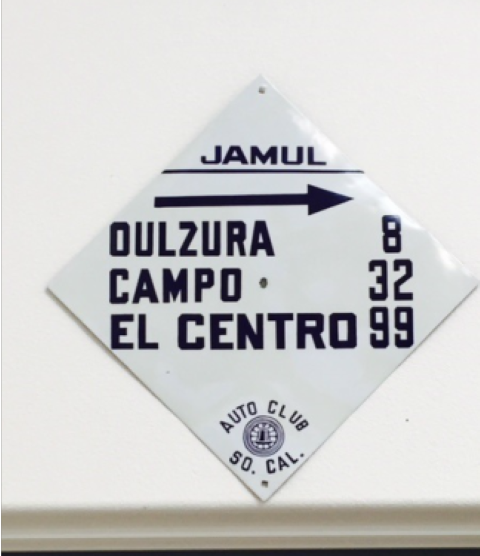 JAMUL
DULZURA 8
CAMPO 32
EL CENTRO 99
AUTO CLUB
SO. CAL.